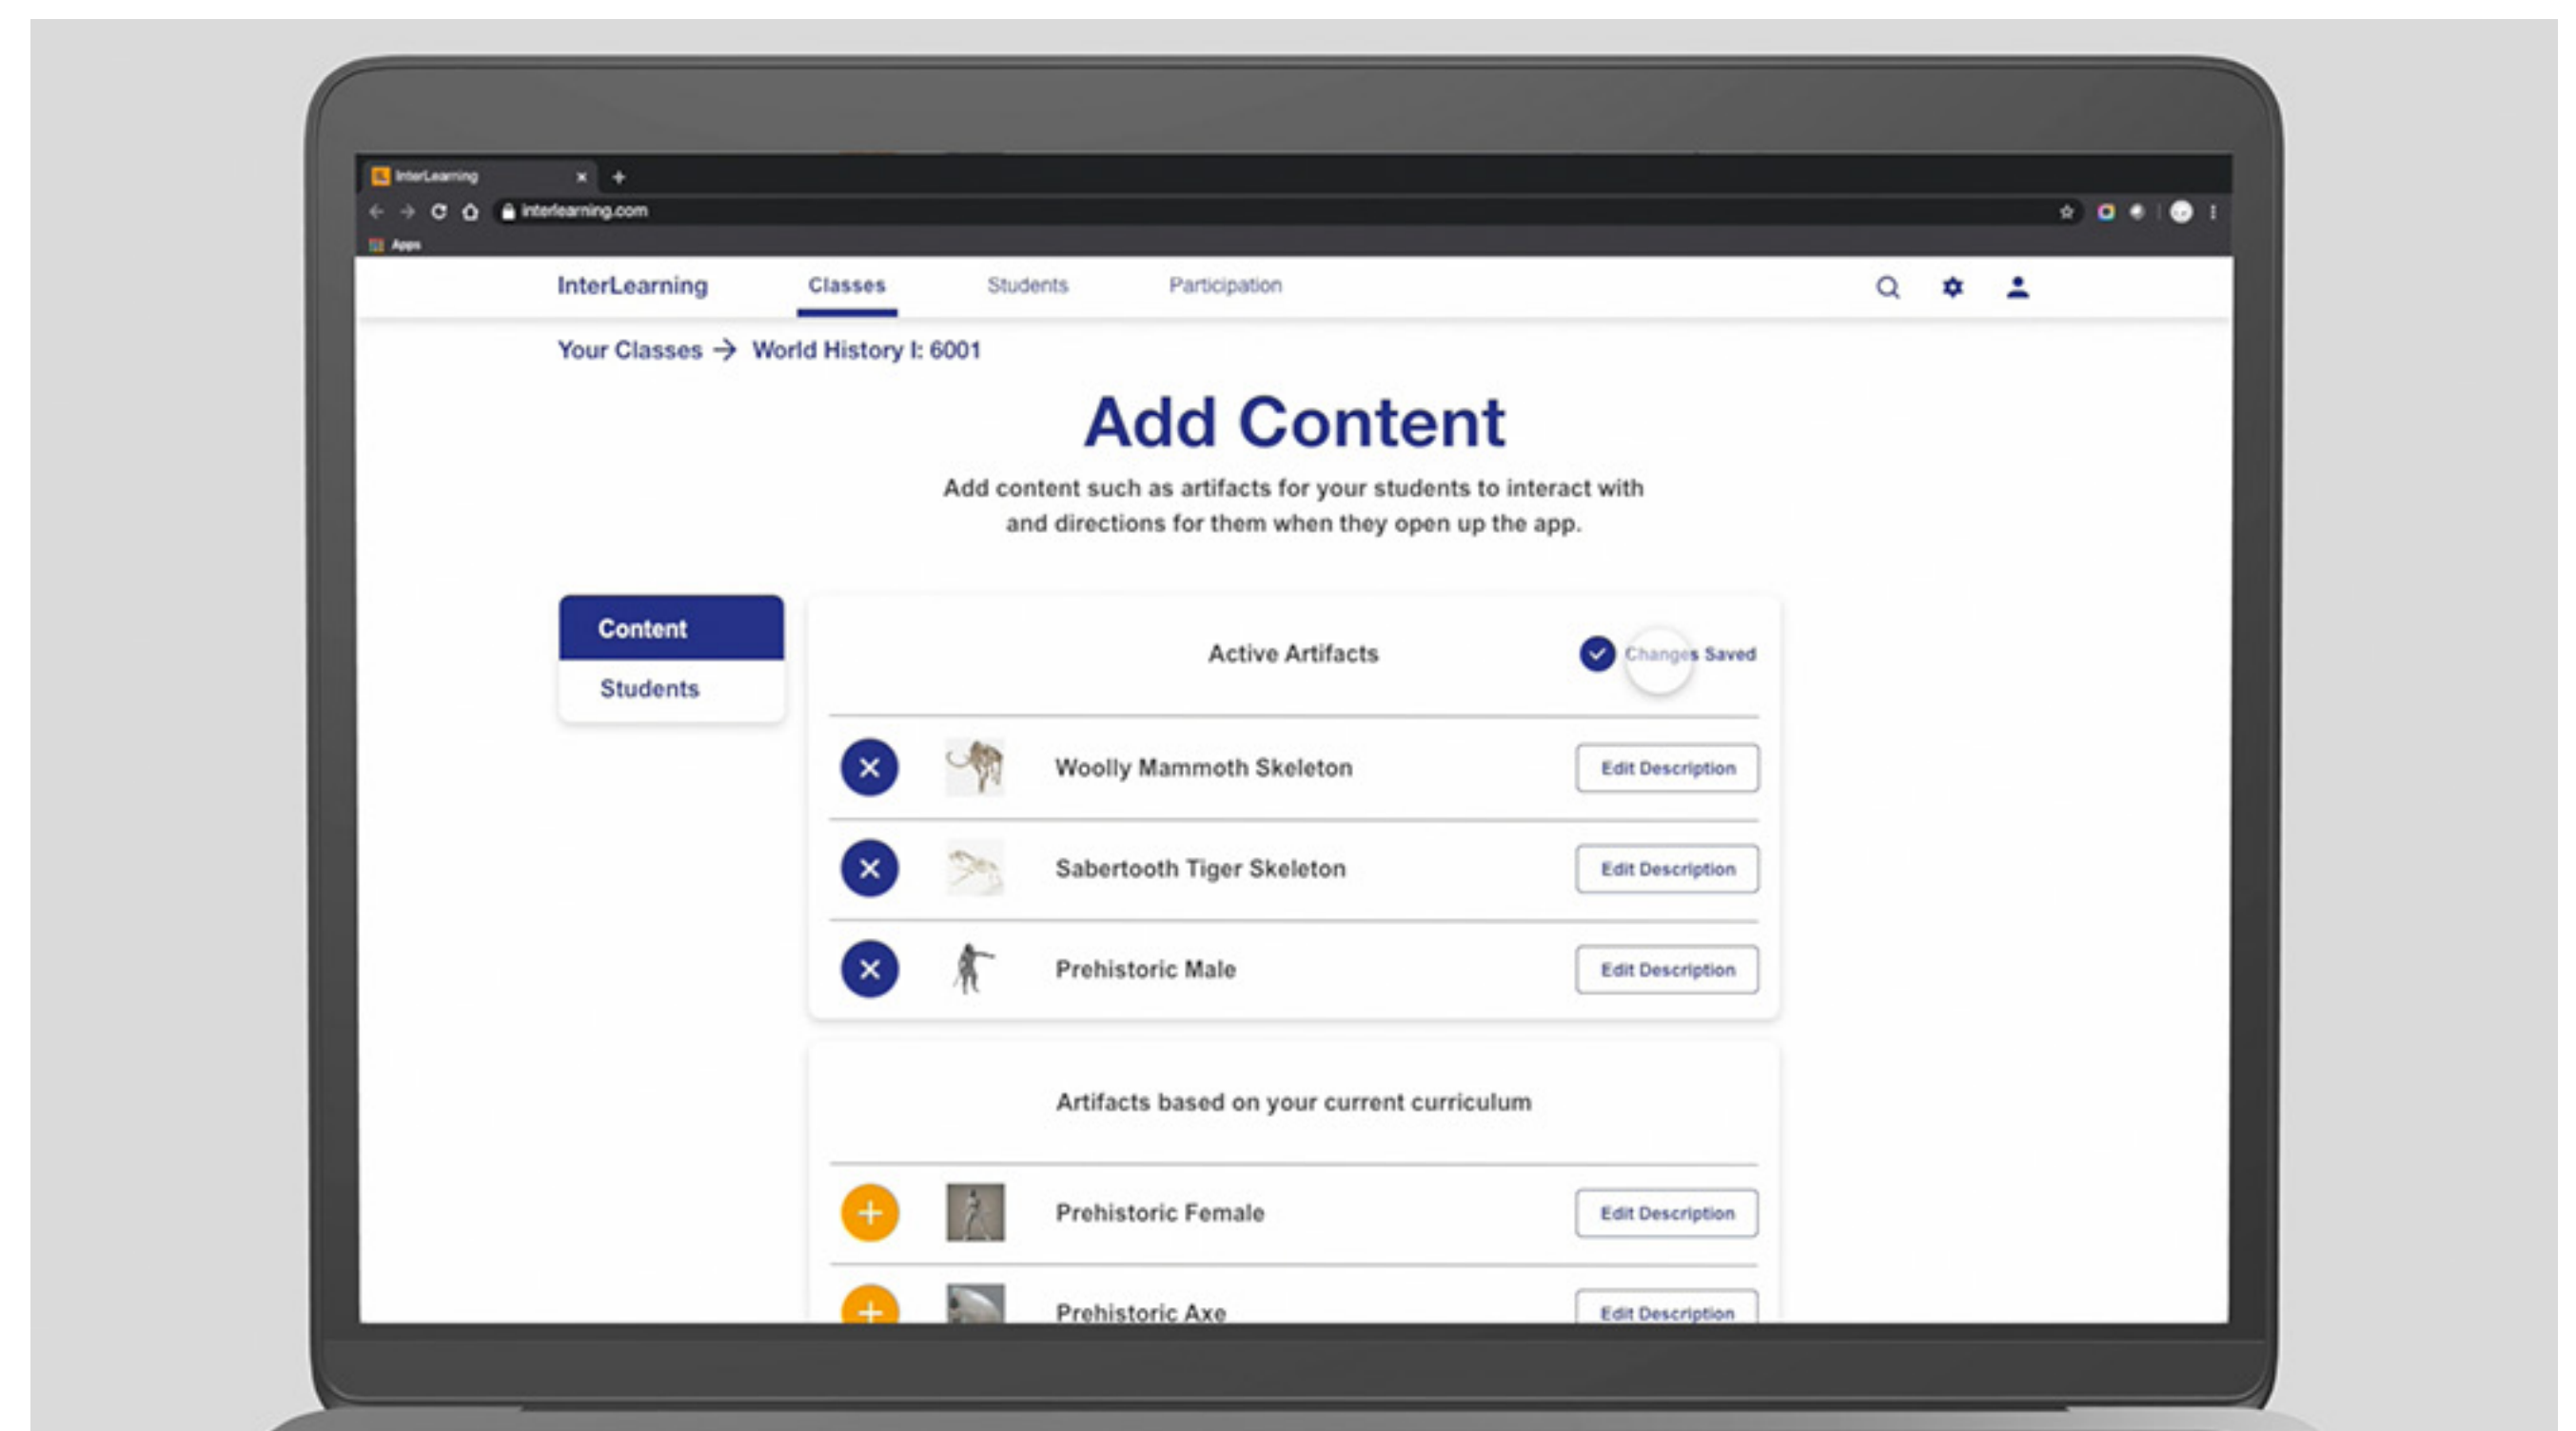 InterLearning
interlearning.com
Apps
InterLearning Classes Students Participation
Your Classes → World History I: 6001
Add Content
Add content such as artifacts for your students to interact with
and directions for them when they open up the app.
Content
Students
Active Artifacts
Changes Saved
Woolly Mammoth Skeleton Edit Description
Sabertooth Tiger Skeleton Edit Description
Prehistoric Male Edit Description
Artifacts based on your current curriculum
Prehistoric Female Edit Description
Prehistoric Axe Edit Description